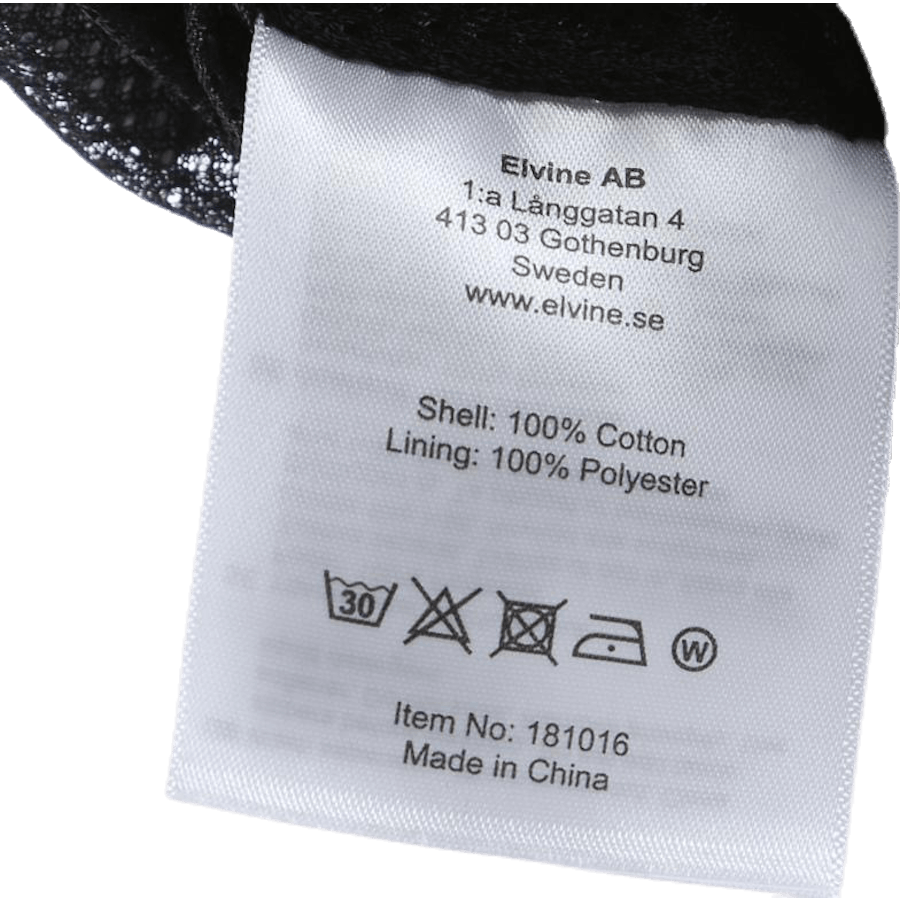 Elvine AB
1:a Långgatan 4
413 03 Gothenburg
Sweden
www.elvine.se
Shell: 100% Cotton
Lining: 100% Polyester
30 W
Item No: 181016
Made in China